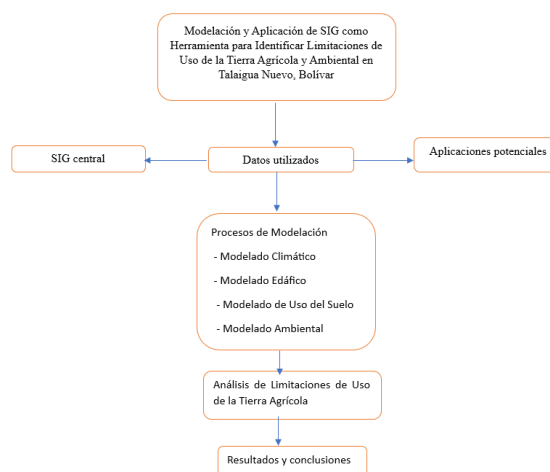 Modelación y Aplicación de SIG como
Herramienta para Identificar Limitaciones de
Uso de la Tierra Agrícola y Ambiental en
Talaigua Nuevo, Bolívar
SIG central
Datos utilizados
Aplicaciones potenciales
Procesos de Modelación
- Modelado Climático
- Modelado Edáfico
- Modelado de Uso del Suelo
- Modelado Ambiental
Análisis de Limitaciones de Uso
de la Tierra Agrícola
Resultados y conclusiones